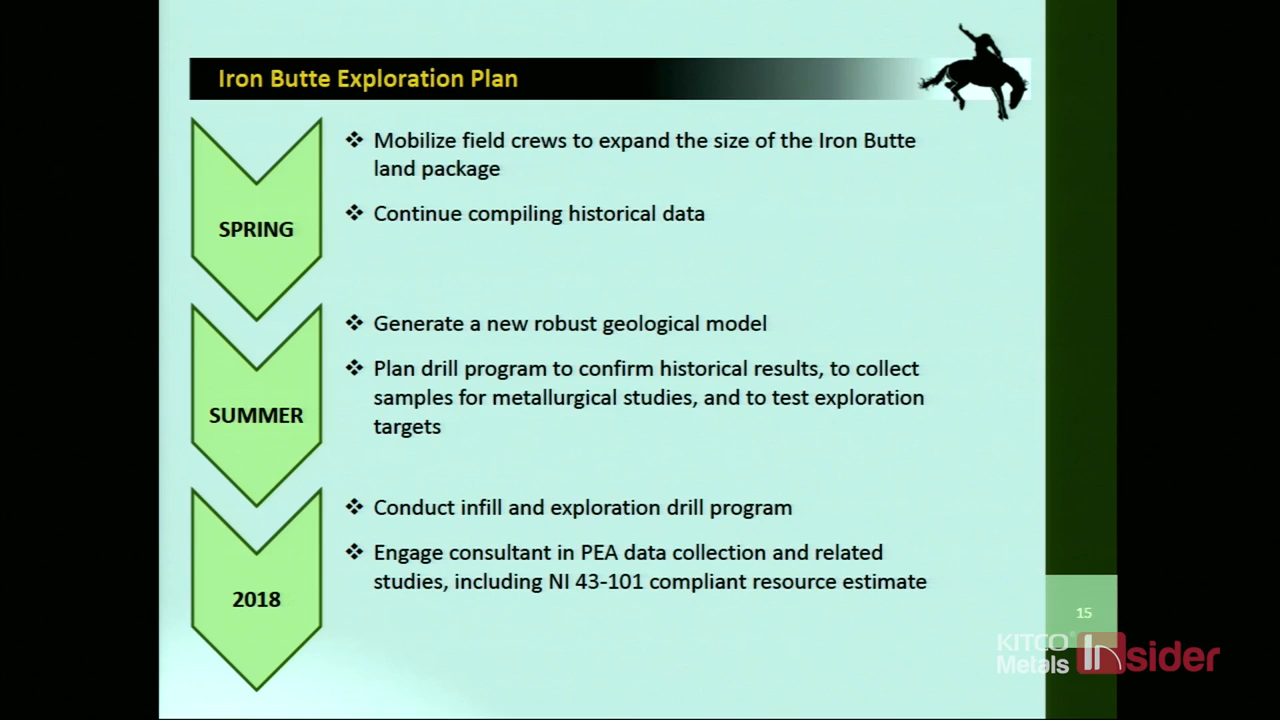 Iron Butte Exploration Plan
SPRING
❖ Mobilize field crews to expand the size of the Iron Butte
land package
❖ Continue compiling historical data
SUMMER
❖ Generate a new robust geological model
❖ Plan drill program to confirm historical results, to collect
samples for metallurgical studies, and to test exploration
targets
2018
❖ Conduct infill and exploration drill program
❖ Engage consultant in PEA data collection and related
studies, including NI 43-101 compliant resource estimate
15
KITCO®
Metals INsider